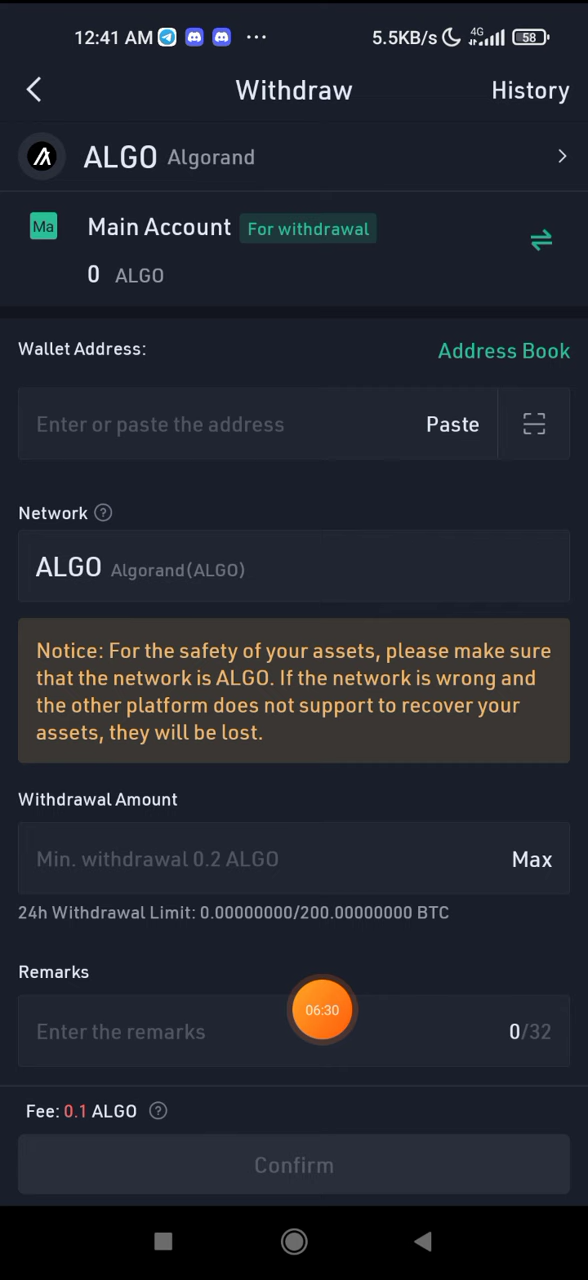 12:41 AM ... 5.5KB/s 4G 58
Withdraw History
ALGO Algorand
Ma Main Account For withdrawal
0 ALGO
Wallet Address: Address Book
Enter or paste the address Paste
Network ?
ALGO Algorand(ALGO)
Notice: For the safety of your assets, please make sure
that the network is ALGO. If the network is wrong and
the other platform does not support to recover your
assets, they will be lost.
Withdrawal Amount
Min. withdrawal 0.2 ALGO Max
24h Withdrawal Limit: 0.00000000/200.00000000 BTC
Remarks
06:30
Enter the remarks 0/32
Fee: 0.1 ALGO ?
Confirm